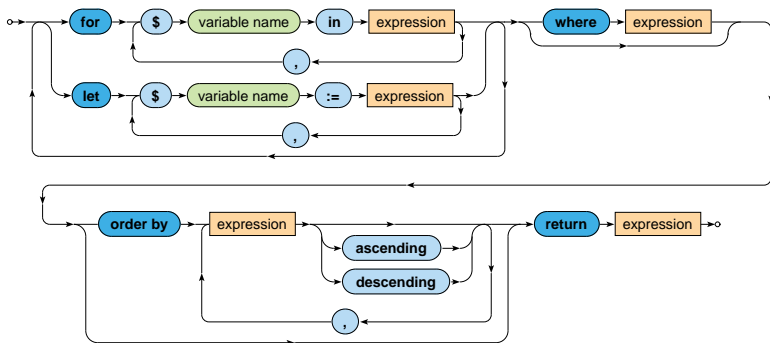 for $ variable name in expression where expression
,
let $ variable name := expression
,
order by expression return expression
ascending
descending
,